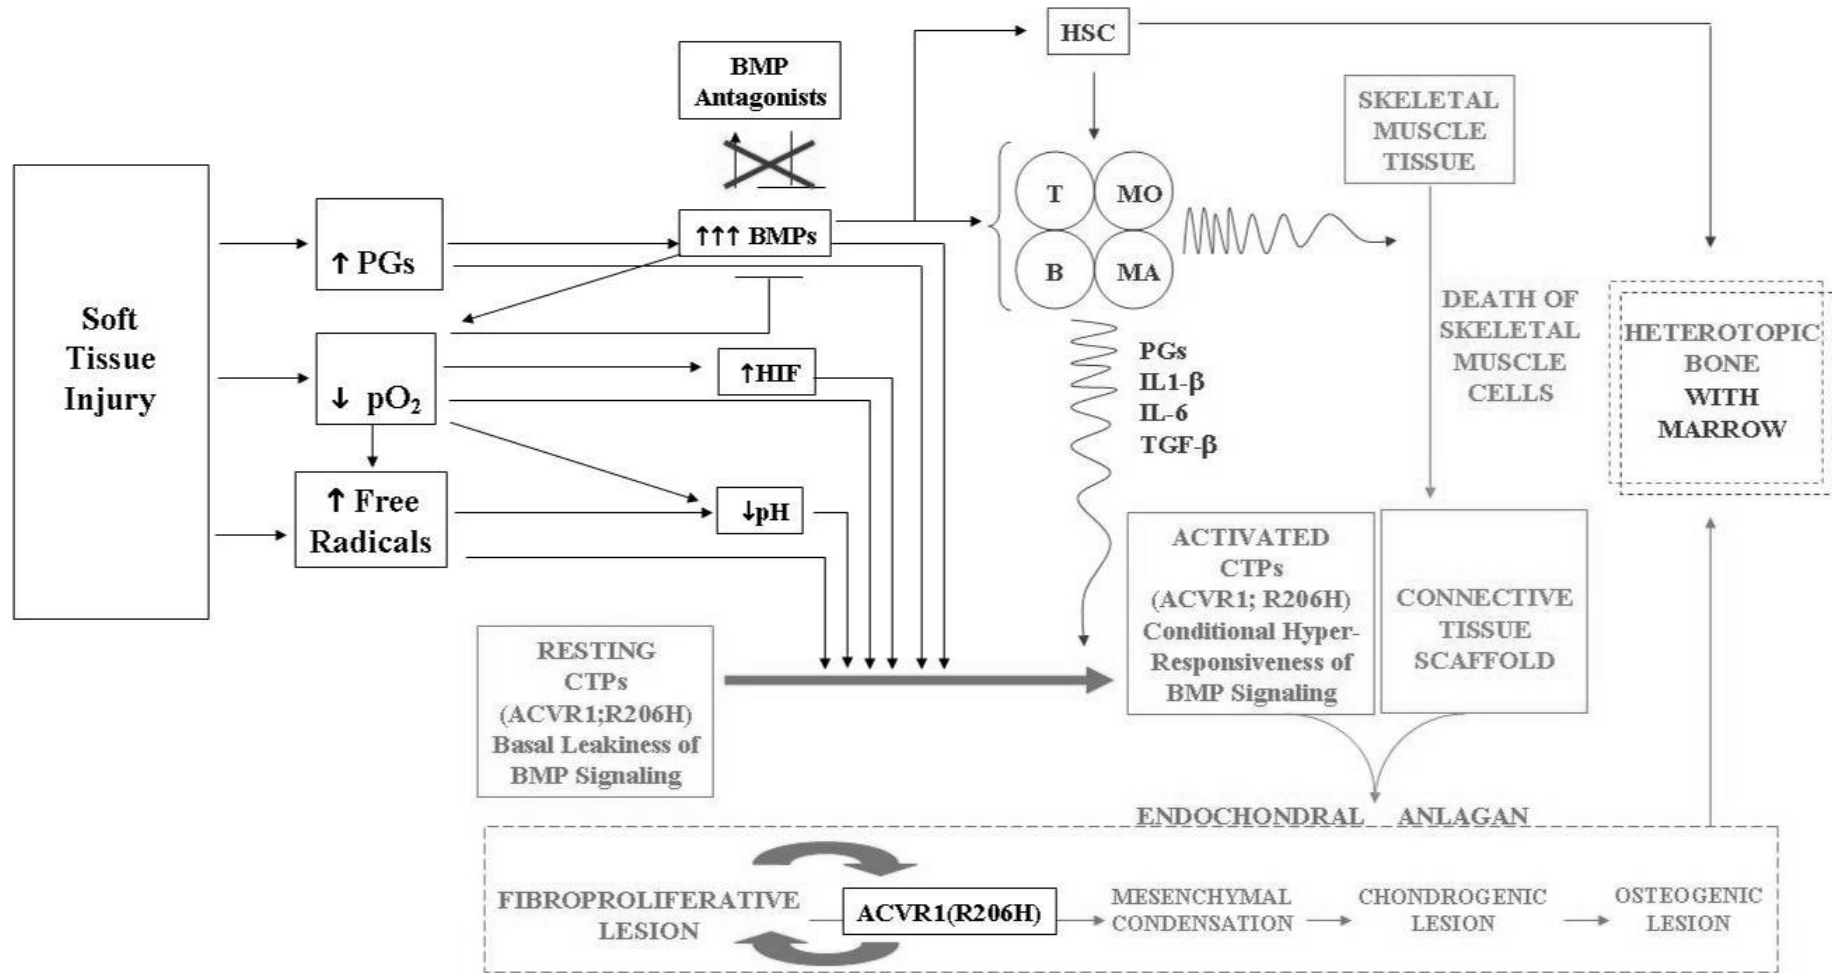 HSC
BMP
Antagonists
SKELETAL
MUSCLE
TISSUE
T
MO
B
MA
↑↑↑ BMPs
↑ PGs
Soft
Tissue
Injury
↓ pO₂
↑HIF
↑ Free
Radicals
↓pH
PGs
IL1-β
IL-6
TGF-β
DEATH OF
SKELETAL
MUSCLE
CELLS
HETEROTOPIC
BONE
WITH
MARROW
RESTING
CTPs
(ACVR1;R206H)
Basal Leakiness of
BMP Signaling
ACTIVATED
CTPs
(ACVR1; R206H)
Conditional Hyper-
Responsiveness of
BMP Signaling
CONNECTIVE
TISSUE
SCAFFOLD
ENDOCHONDRAL ANLAGAN
FIBROPROLIFERATIVE
LESION
ACVR1(R206H)
MESENCHYMAL
CONDENSATION
CHONDROGENIC
LESION
OSTEOGENIC
LESION